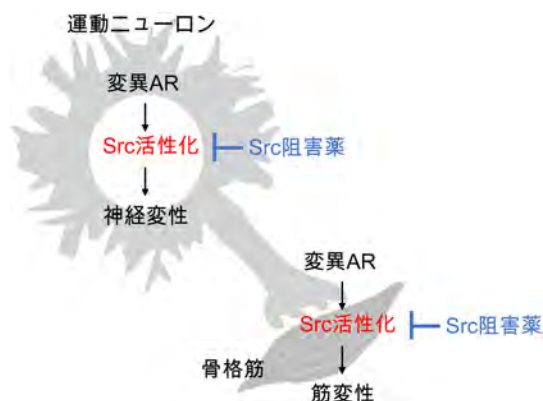 運動ニューロン
変異AR
Src活性化
Src阻害薬
神経変性
変異AR
Src活性化
Src阻害薬
骨格筋
筋変性